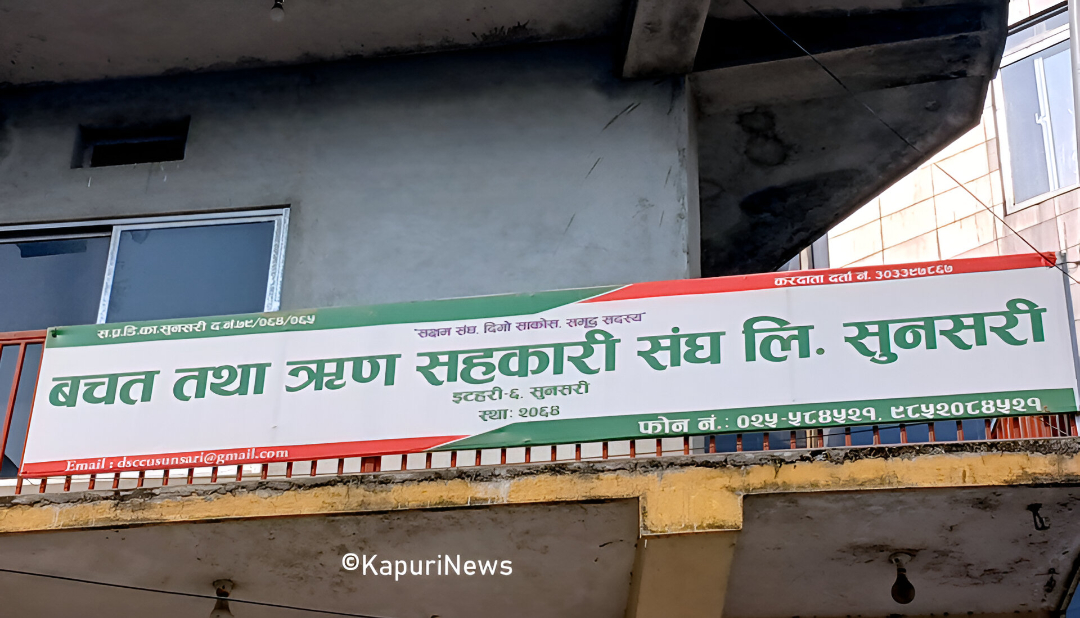 करदाता दर्ता नं. ३०३३९७८६७
स.प्र.डि.का.सुनसरी द.नं.७९/०६४/०६५
"सक्षम संघ, दिगो साकोस, समृद्ध सदस्य"
बचत तथा ऋण सहकारी संघ लि. सुनसरी
इटहरी-६, सुनसरी
स्था: २०६४
फोन नं.: ०२५-५८४५२१, ९८५२०८४५२१
Email : dsccusunsari@gmail.com
©KapuriNews